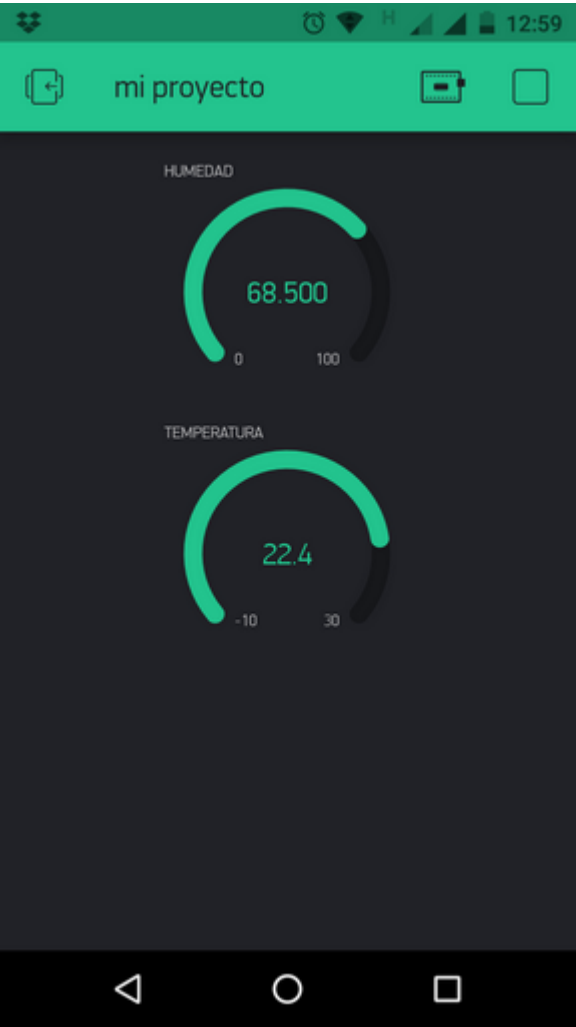 H 12:59
mi proyecto
HUMEDAD
68.500
0 100
TEMPERATURA
22.4
-10 30